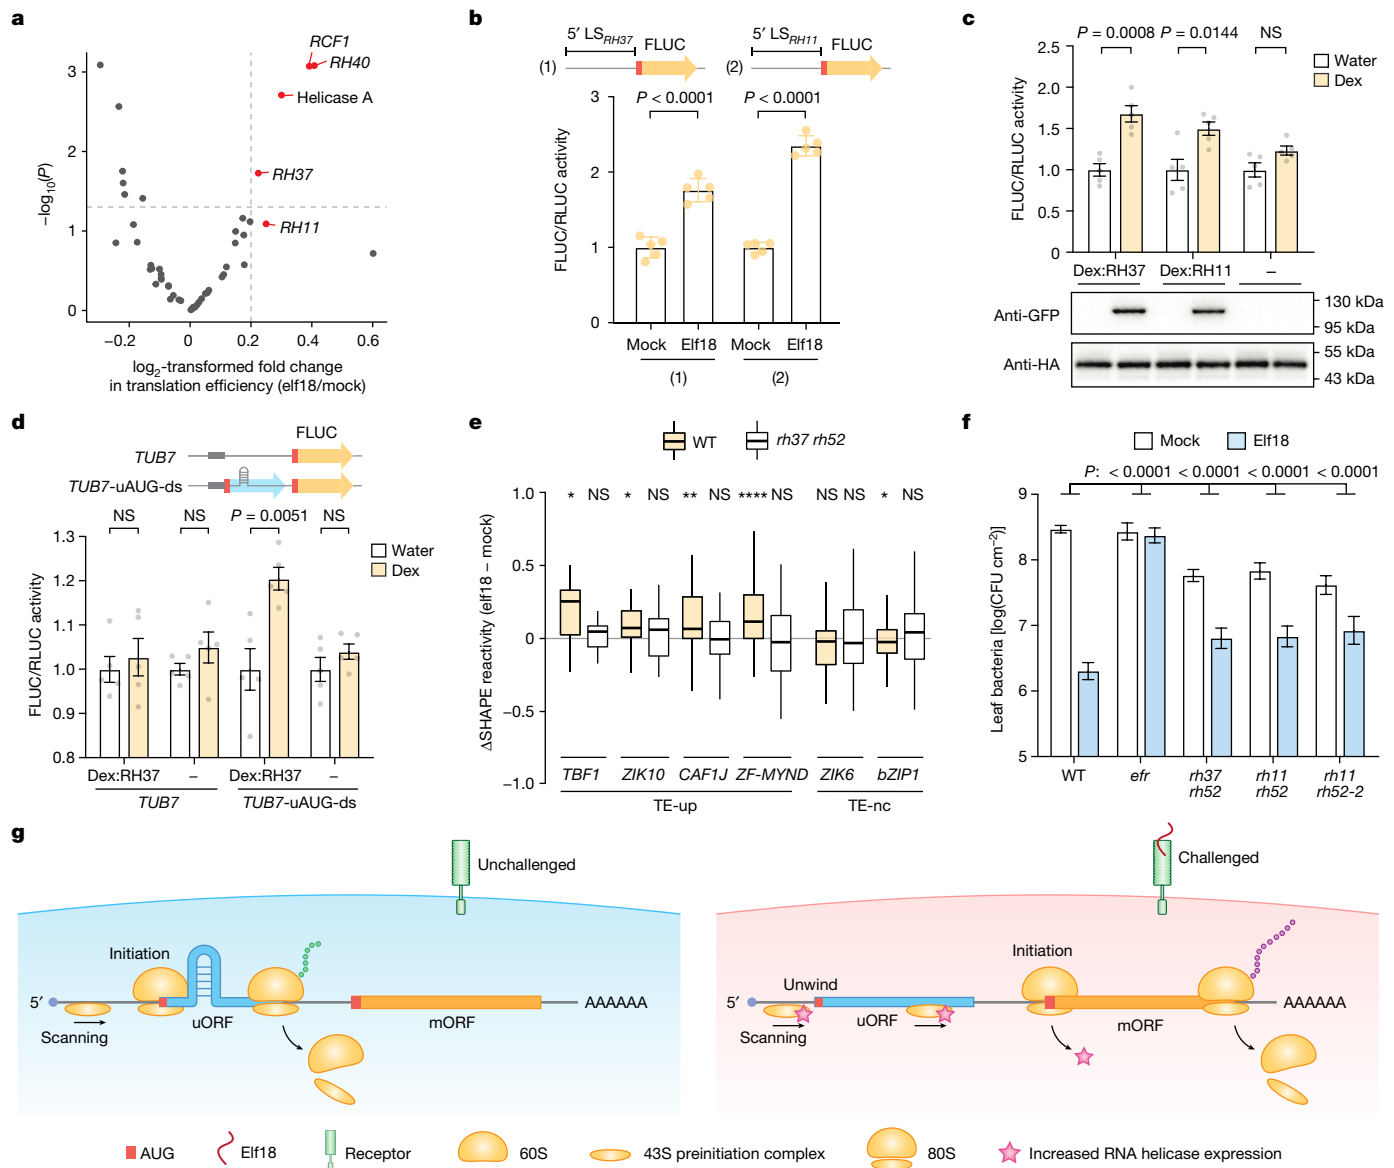 a
RCF1
RH40
Helicase A
RH37
RH11
3
2
1
0
−log10(P)
−0.2
0
0.2
0.4
0.6
log2-transformed fold change
in translation efficiency (elf18/mock)
b
5′ LSRH37
FLUC
5′ LSRH11
FLUC
(1)
(2)
P < 0.0001
P < 0.0001
3
2
1
0
FLUC/RLUC activity
Mock
Elf18
Mock
Elf18
(1)
(2)
c
P = 0.0008
P = 0.0144
NS
Water
Dex
2.5
2.0
1.5
1.0
0.5
0
FLUC/RLUC activity
Dex:RH37
Dex:RH11
–
Anti-GFP
130 kDa
95 kDa
Anti-HA
55 kDa
43 kDa
d
FLUC
TUB7
TUB7-uAUG-ds
NS
NS
P = 0.0051
NS
Water
Dex
1.3
1.2
1.1
1.0
0.9
0.8
FLUC/RLUC activity
Dex:RH37
–
Dex:RH37
–
TUB7
TUB7-uAUG-ds
e
WT
rh37 rh52
* NS * NS ** NS **** NS NS NS * NS
1.0
0.5
0
−0.5
−1.0
ΔSHAPE reactivity (elf18 – mock)
TBF1
ZIK10
CAF1J
ZF-MYND
ZIK6
bZIP1
TE-up
TE-nc
f
Mock
Elf18
P: < 0.0001 < 0.0001 < 0.0001 < 0.0001
9
8
7
6
5
Leaf bacteria [log(CFU cm−2)]
WT
efr
rh37
rh52
rh11
rh52
rh11
rh52-2
g
Unchallenged
Initiation
5′
uORF
mORF
AAAAAA
Scanning
Challenged
Initiation
Unwind
5′
uORF
mORF
AAAAAA
Scanning
AUG
Elf18
Receptor
60S
43S preinitiation complex
80S
Increased RNA helicase expression